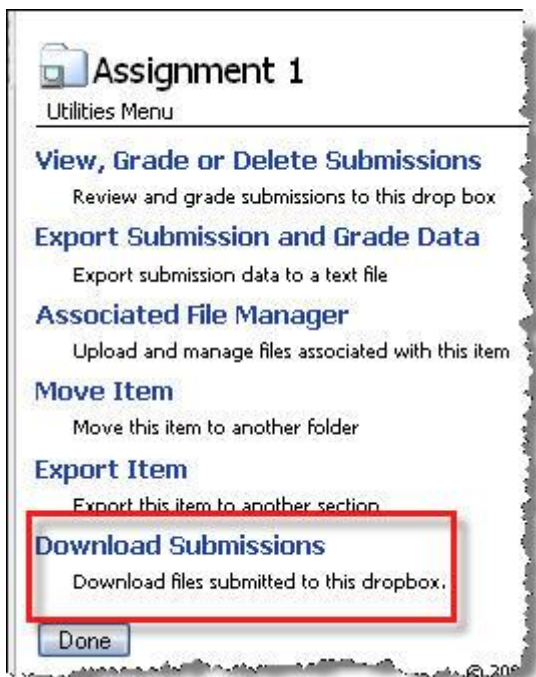 Assignment 1
Utilities Menu
View, Grade or Delete Submissions
Review and grade submissions to this drop box
Export Submission and Grade Data
Export submission data to a text file
Associated File Manager
Upload and manage files associated with this item
Move Item
Move this item to another folder
Export Item
Export this item to another section
Download Submissions
Download files submitted to this dropbox.
Done